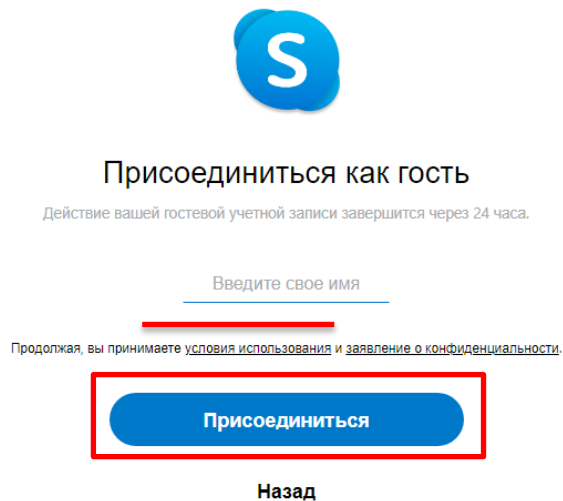 S
Присоединиться как гость
Действие вашей гостевой учетной записи завершится через 24 часа.
Введите свое имя
Продолжая, вы принимаете условия использования и заявление о конфиденциальности.
Присоединиться
Назад